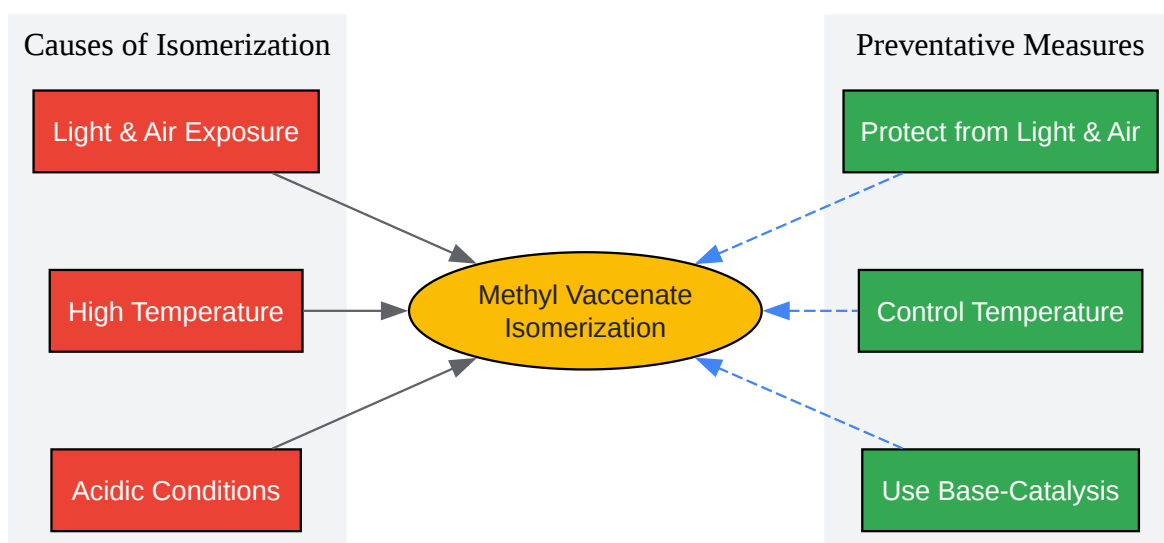 Causes of Isomerization
Light & Air Exposure
High Temperature
Acidic Conditions
Methyl Vaccenate
Isomerization
Preventative Measures
Protect from Light & Air
Control Temperature
Use Base-Catalysis